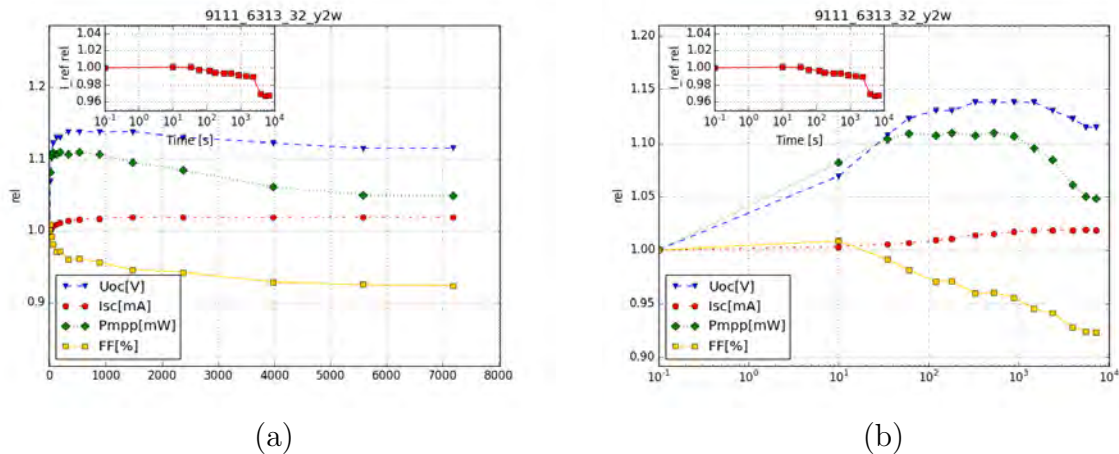 9111_6313_32_y2w
I_ref rel
1.04
1.02
1.00
0.98
0.96
10^-1 10^0 10^1 10^2 10^3 10^4
Time [s]
rel
1.2
1.1
1.0
0.9
Uoc[V]
Isc[mA]
Pmpp[mW]
FF[%]
0 1000 2000 3000 4000 5000 6000 7000 8000
(a)
9111_6313_32_y2w
I_ref rel
1.04
1.02
1.00
0.98
0.96
10^-1 10^0 10^1 10^2 10^3 10^4
Time [s]
rel
1.20
1.15
1.10
1.05
1.00
0.95
0.90
Uoc[V]
Isc[mA]
Pmpp[mW]
FF[%]
10^-1 10^0 10^1 10^2 10^3 10^4
(b)